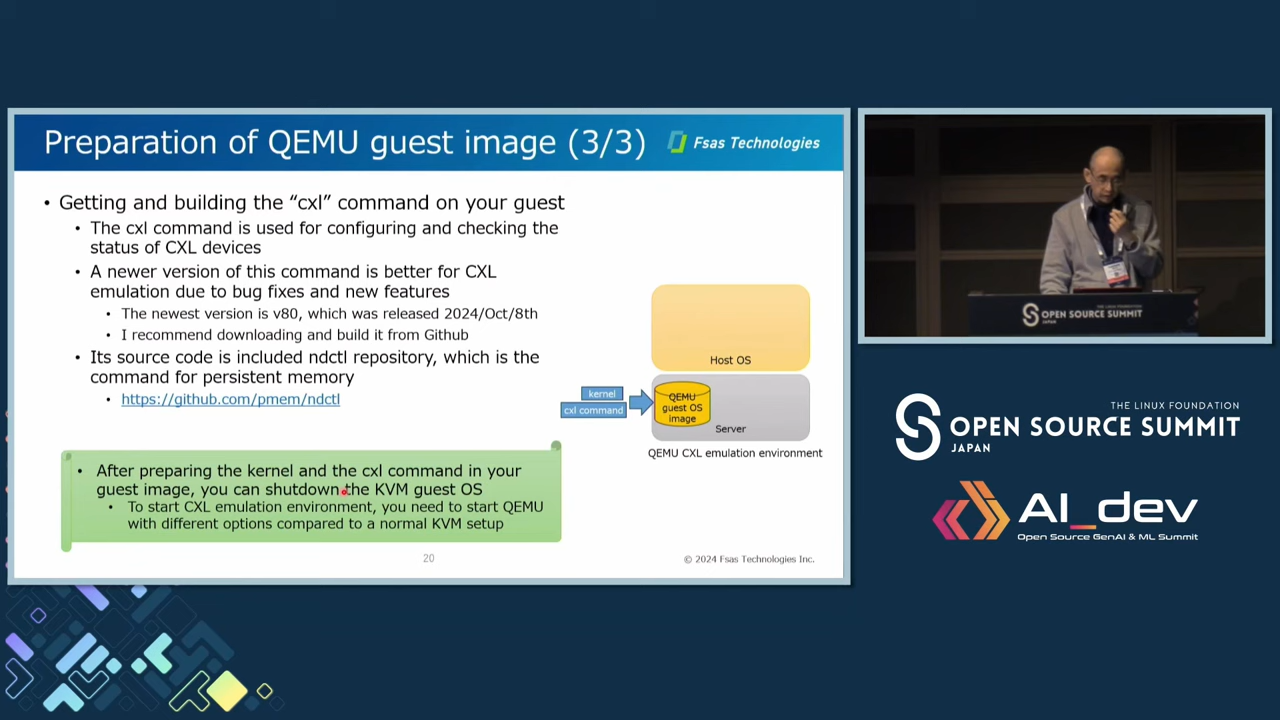 Preparation of QEMU guest image (3/3)
Fsas Technologies
• Getting and building the “cxl” command on your guest
• The cxl command is used for configuring and checking the
status of CXL devices
• A newer version of this command is better for CXL
emulation due to bug fixes and new features
• The newest version is v80, which was released 2024/Oct/8th
• I recommend downloading and build it from Github
• Its source code is included ndctl repository, which is the
command for persistent memory
• https://github.com/pmem/ndctl
• After preparing the kernel and the cxl command in your
guest image, you can shutdown the KVM guest OS
• To start CXL emulation environment, you need to start QEMU
with different options compared to a normal KVM setup
Host OS
kernel
cxl command
QEMU
guest OS
image
Server
QEMU CXL emulation environment
20
© 2024 Fsas Technologies Inc.
THE LINUX FOUNDATION
OPEN SOURCE SUMMIT
JAPAN
THE LINUX FOUNDATION
OPEN SOURCE SUMMIT
JAPAN
AI_dev
Open Source GenAI & ML Summit